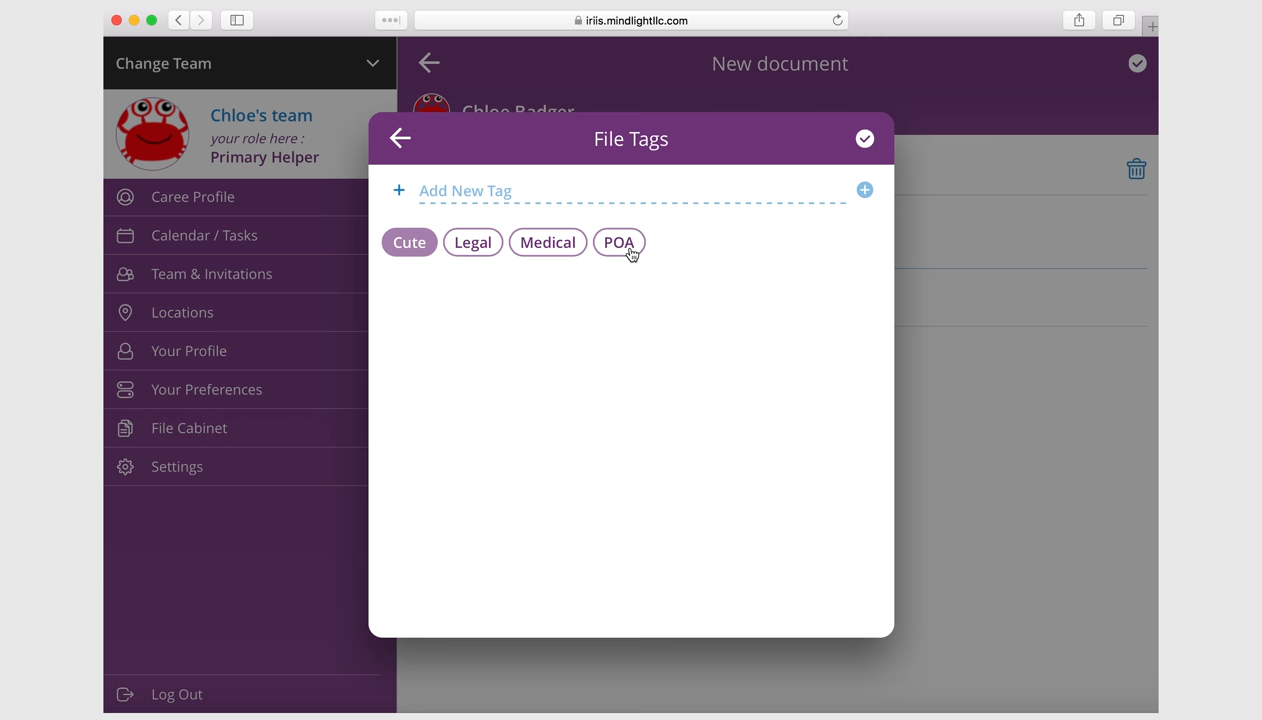 iriis.mindlightllc.com
Change Team
New document
Chloe's team
your role here :
Primary Helper
Chloe Badger
File Tags
Add New Tag
Cute
Legal
Medical
POA
Caree Profile
Calendar / Tasks
Team & Invitations
Locations
Your Profile
Your Preferences
File Cabinet
Settings
Log Out